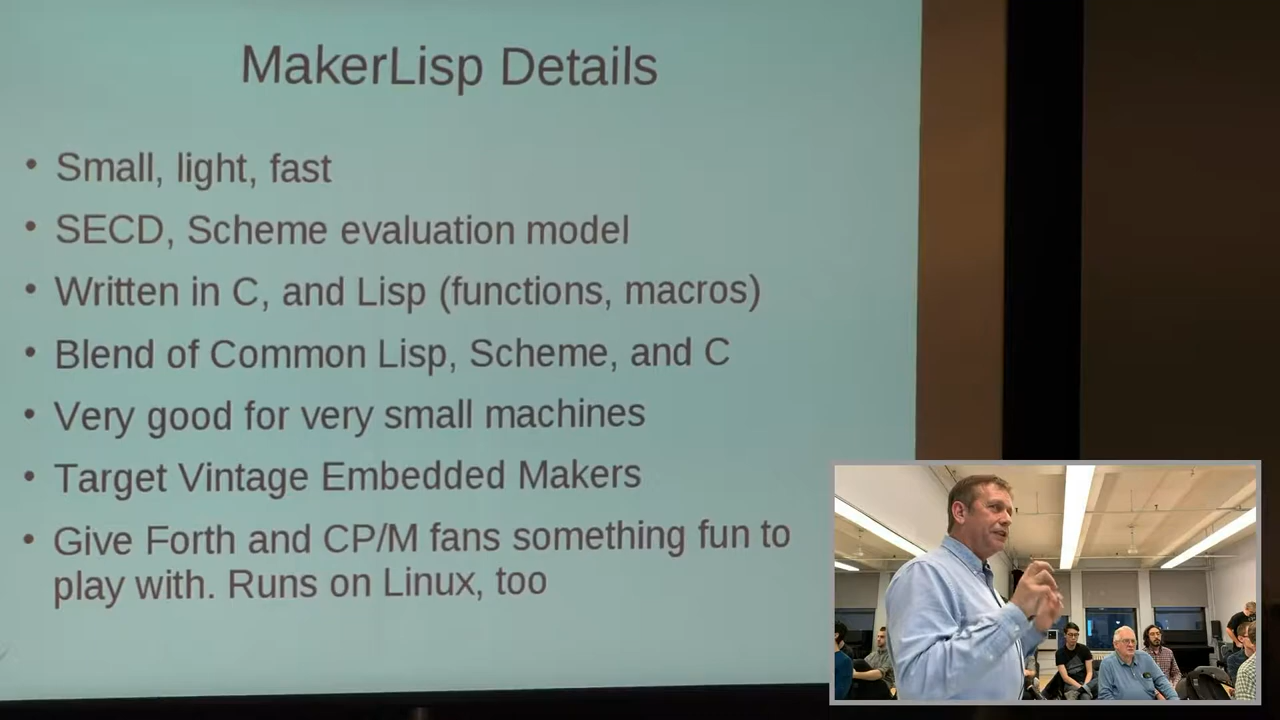 MakerLisp Details
• Small, light, fast
• SECD, Scheme evaluation model
• Written in C, and Lisp (functions, macros)
• Blend of Common Lisp, Scheme, and C
• Very good for very small machines
• Target Vintage Embedded Makers
• Give Forth and CP/M fans something fun to
play with. Runs on Linux, too